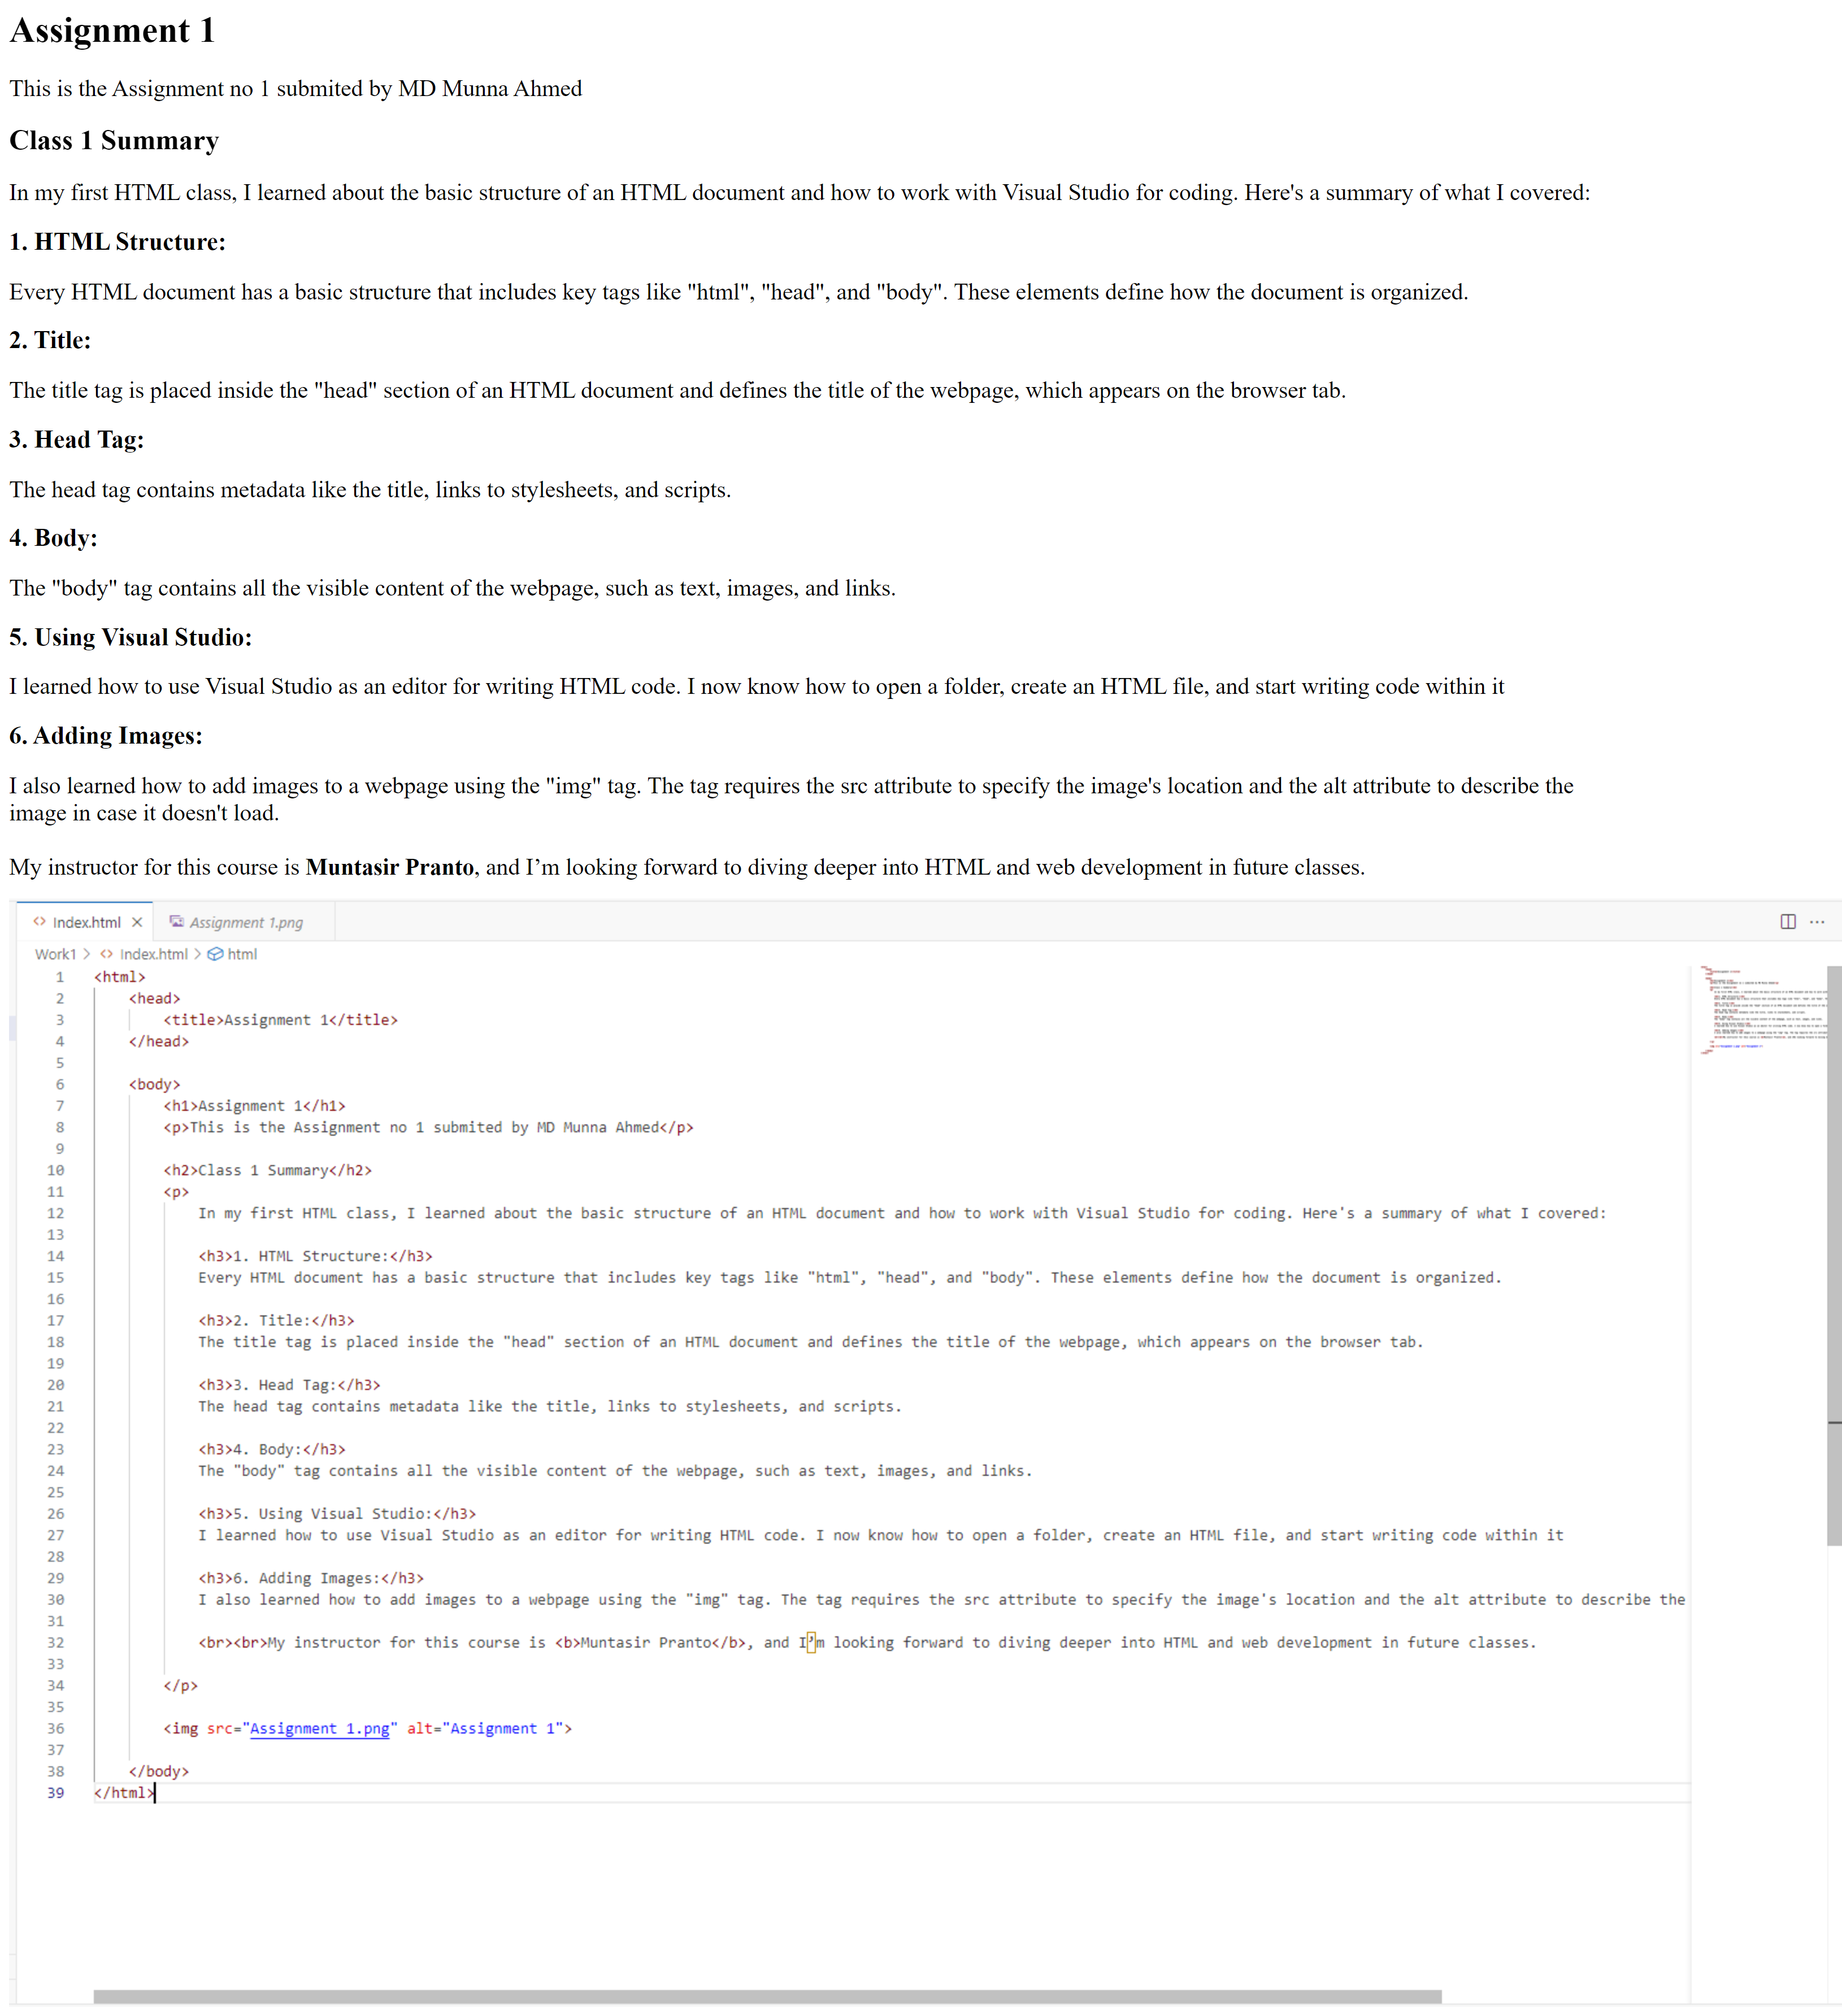 Assignment 1
This is the Assignment no 1 submited by MD Munna Ahmed
Class 1 Summary
In my first HTML class, I learned about the basic structure of an HTML document and how to work with Visual Studio for coding. Here's a summary of what I covered:
1. HTML Structure:
Every HTML document has a basic structure that includes key tags like "html", "head", and "body". These elements define how the document is organized.
2. Title:
The title tag is placed inside the "head" section of an HTML document and defines the title of the webpage, which appears on the browser tab.
3. Head Tag:
The head tag contains metadata like the title, links to stylesheets, and scripts.
4. Body:
The "body" tag contains all the visible content of the webpage, such as text, images, and links.
5. Using Visual Studio:
I learned how to use Visual Studio as an editor for writing HTML code. I now know how to open a folder, create an HTML file, and start writing code within it
6. Adding Images:
I also learned how to add images to a webpage using the "img" tag. The tag requires the src attribute to specify the image's location and the alt attribute to describe the
image in case it doesn't load.
My instructor for this course is Muntasir Pranto, and I’m looking forward to diving deeper into HTML and web development in future classes.
<> Index.html × Assignment 1.png ···
Work1 > <> Index.html > html
1 <html>
2 <head>
3 <title>Assignment 1</title>
4 </head>
5
6 <body>
7 <h1>Assignment 1</h1>
8 <p>This is the Assignment no 1 submited by MD Munna Ahmed</p>
9
10 <h2>Class 1 Summary</h2>
11 <p>
12 In my first HTML class, I learned about the basic structure of an HTML document and how to work with Visual Studio for coding. Here's a summary of what I covered:
13
14 <h3>1. HTML Structure:</h3>
15 Every HTML document has a basic structure that includes key tags like "html", "head", and "body". These elements define how the document is organized.
16
17 <h3>2. Title:</h3>
18 The title tag is placed inside the "head" section of an HTML document and defines the title of the webpage, which appears on the browser tab.
19
20 <h3>3. Head Tag:</h3>
21 The head tag contains metadata like the title, links to stylesheets, and scripts.
22
23 <h3>4. Body:</h3>
24 The "body" tag contains all the visible content of the webpage, such as text, images, and links.
25
26 <h3>5. Using Visual Studio:</h3>
27 I learned how to use Visual Studio as an editor for writing HTML code. I now know how to open a folder, create an HTML file, and start writing code within it
28
29 <h3>6. Adding Images:</h3>
30 I also learned how to add images to a webpage using the "img" tag. The tag requires the src attribute to specify the image's location and the alt attribute to describe the
31
32 <br><br>My instructor for this course is <b>Muntasir Pranto</b>, and I’m looking forward to diving deeper into HTML and web development in future classes.
33
34 </p>
35
36 <img src="Assignment 1.png" alt="Assignment 1">
37
38 </body>
39 </html>